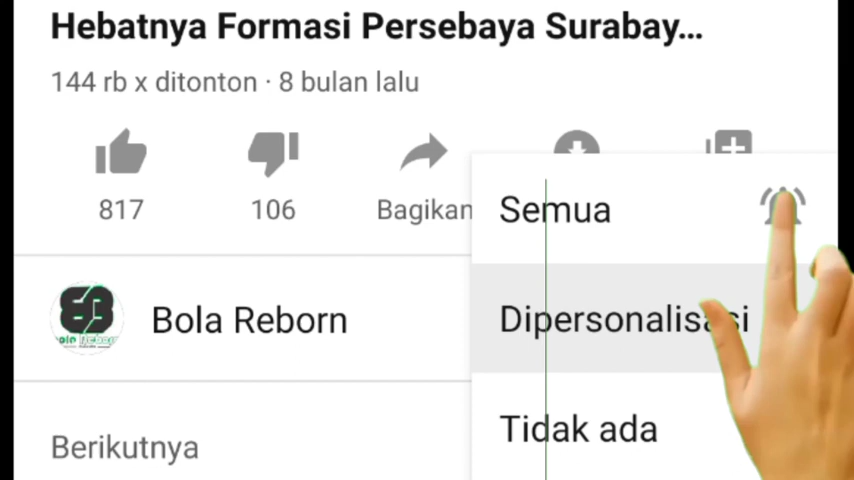 Hebatnya Formasi Persebaya Surabay...
144 rb x ditonton · 8 bulan lalu
817
106
Bagikan
Semua
Bola Reborn
Dipersonalisasi
Tidak ada
Berikutnya